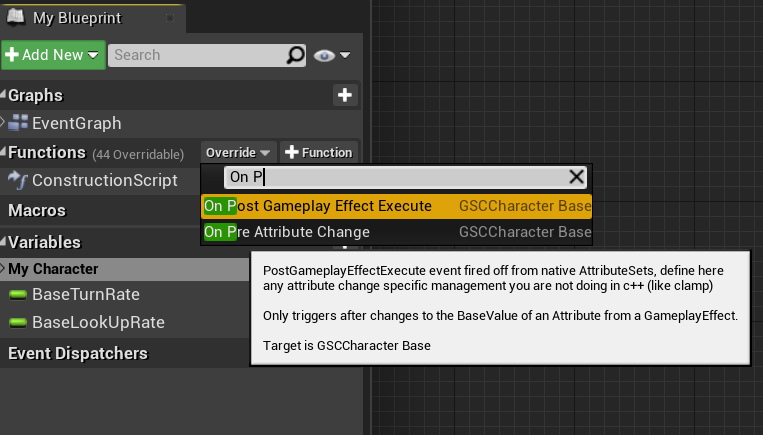 My Blueprint
Add New
Search
Graphs
EventGraph
Functions (44 Overridable) Override Function
On P
ConstructionScript
On Post Gameplay Effect Execute GSCCharacter Base
Macros
On Pre Attribute Change GSCCharacter Base
Variables
My Character
PostGameplayEffectExecute event fired off from native AttributeSets, define here
any attribute change specific management you are not doing in c++ (like clamp)
Only triggers after changes to the BaseValue of an Attribute from a GameplayEffect.
Target is GSCCharacter Base
BaseTurnRate
BaseLookUpRate
Event Dispatchers